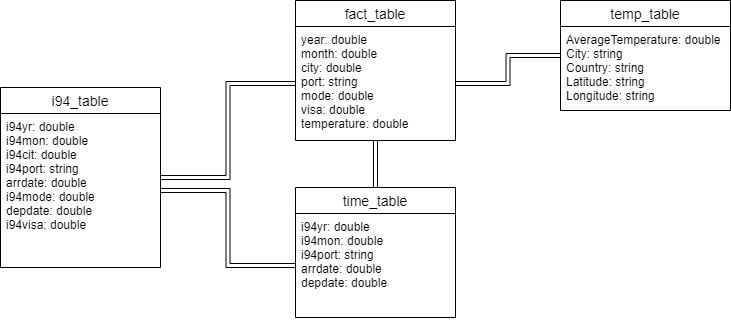 fact_table
year: double
month: double
city: double
port: string
mode: double
visa: double
temperature: double
temp_table
AverageTemperature: double
City: string
Country: string
Latitude: string
Longitude: string
i94_table
i94yr: double
i94mon: double
i94cit: double
i94port: string
arrdate: double
i94mode: double
depdate: double
i94visa: double
time_table
i94yr: double
i94mon: double
i94port: string
arrdate: double
depdate: double